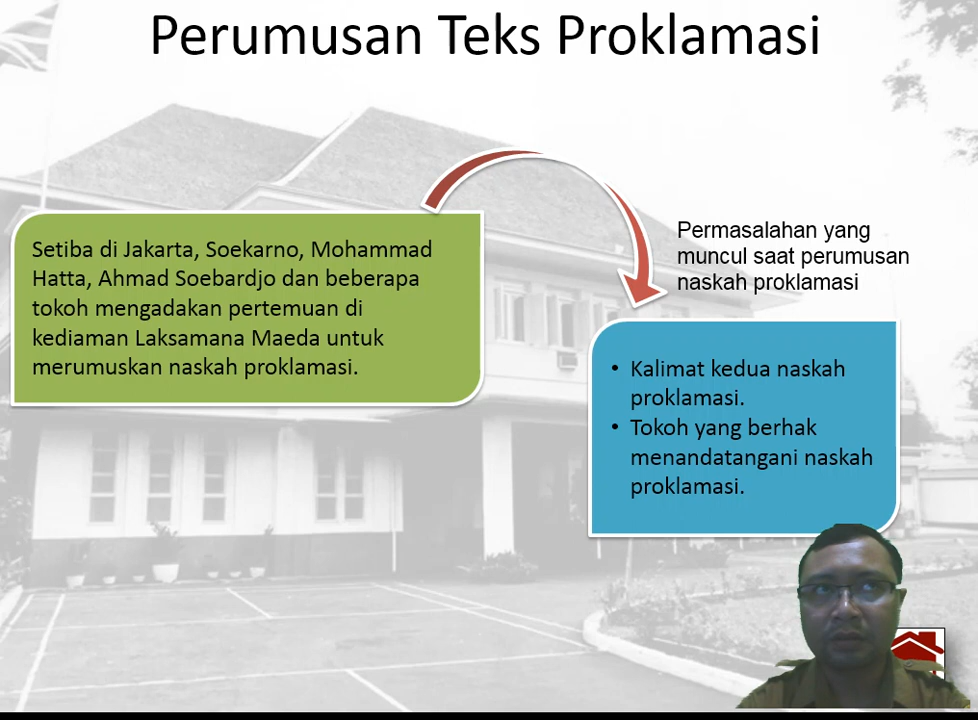 Perumusan Teks Proklamasi
Setiba di Jakarta, Soekarno, Mohammad
Hatta, Ahmad Soebardjo dan beberapa
tokoh mengadakan pertemuan di
kediaman Laksamana Maeda untuk
merumuskan naskah proklamasi.
Permasalahan yang
muncul saat perumusan
naskah proklamasi
• Kalimat kedua naskah
proklamasi.
• Tokoh yang berhak
menandatangani naskah
proklamasi.